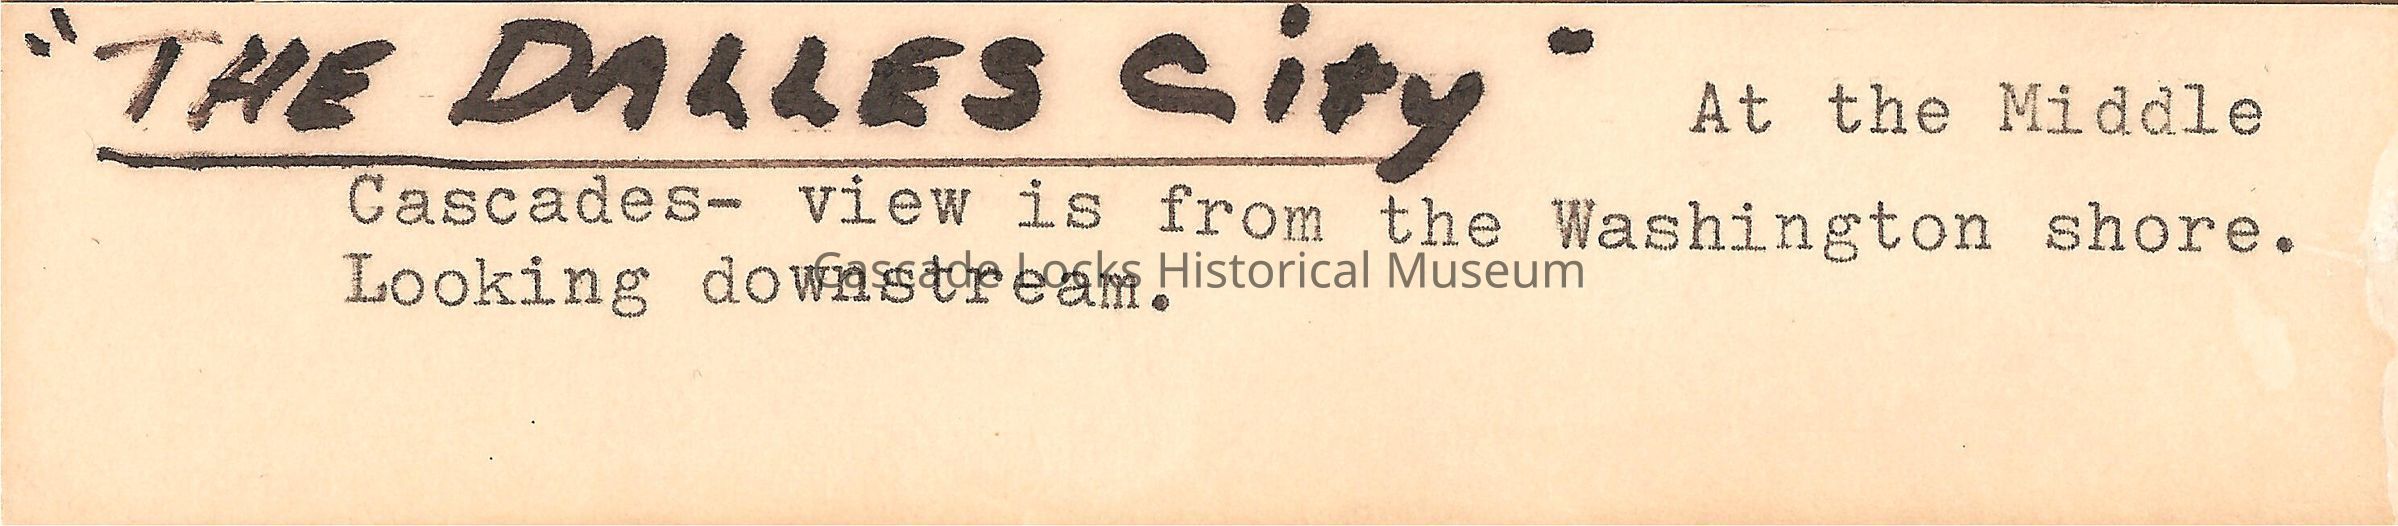 "THE DALLES City - At the Middle
Cascades- view is from the Washington shore.
Looking downstream.
Cascade Locks Historical Museum